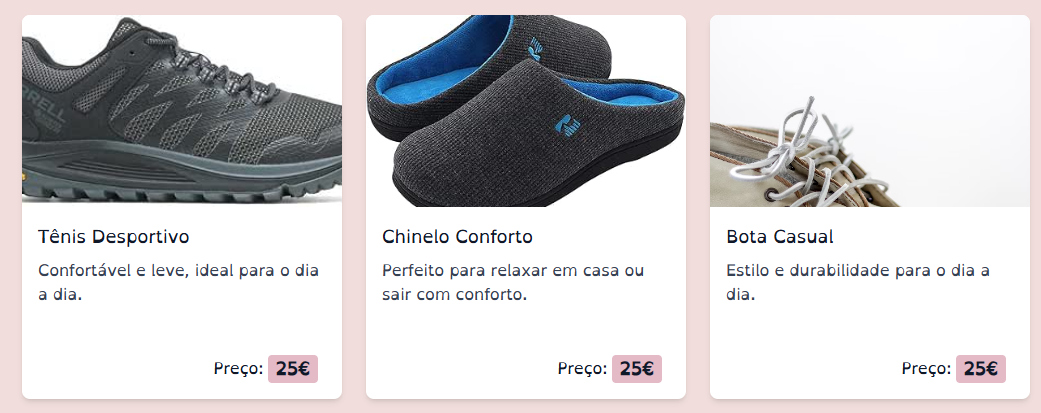 Tênis Desportivo
Confortável e leve, ideal para o dia
a dia.
Preço: 25€
Chinelo Conforto
Perfeito para relaxar em casa ou
sair com conforto.
Preço: 25€
Bota Casual
Estilo e durabilidade para o dia a
dia.
Preço: 25€